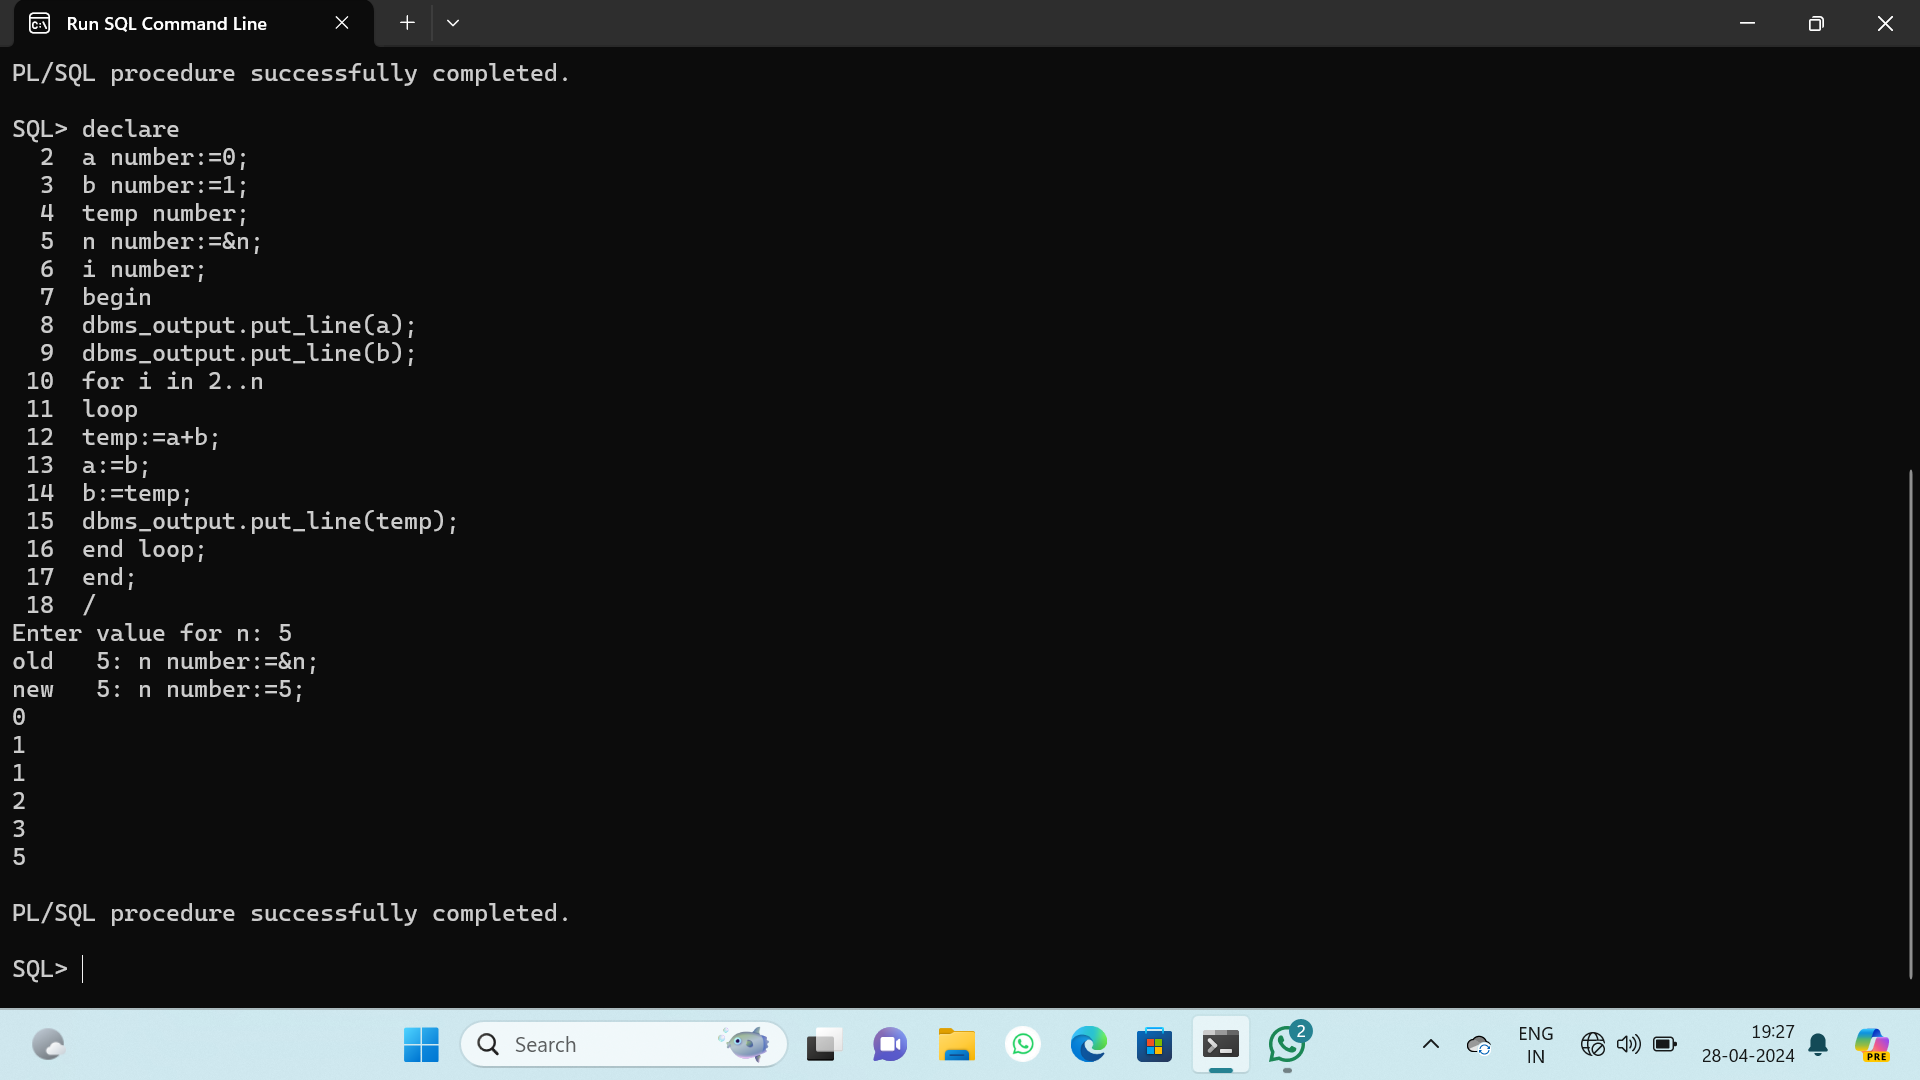 Run SQL Command Line
PL/SQL procedure successfully completed.
SQL> declare
2 a number:=0;
3 b number:=1;
4 temp number;
5 n number:=&n;
6 i number;
7 begin
8 dbms_output.put_line(a);
9 dbms_output.put_line(b);
10 for i in 2..n
11 loop
12 temp:=a+b;
13 a:=b;
14 b:=temp;
15 dbms_output.put_line(temp);
16 end loop;
17 end;
18 /
Enter value for n: 5
old 5: n number:=&n;
new 5: n number:=5;
0
1
1
2
3
5
PL/SQL procedure successfully completed.
SQL>
Search
2
ENG
IN
19:27
28-04-2024
PRE